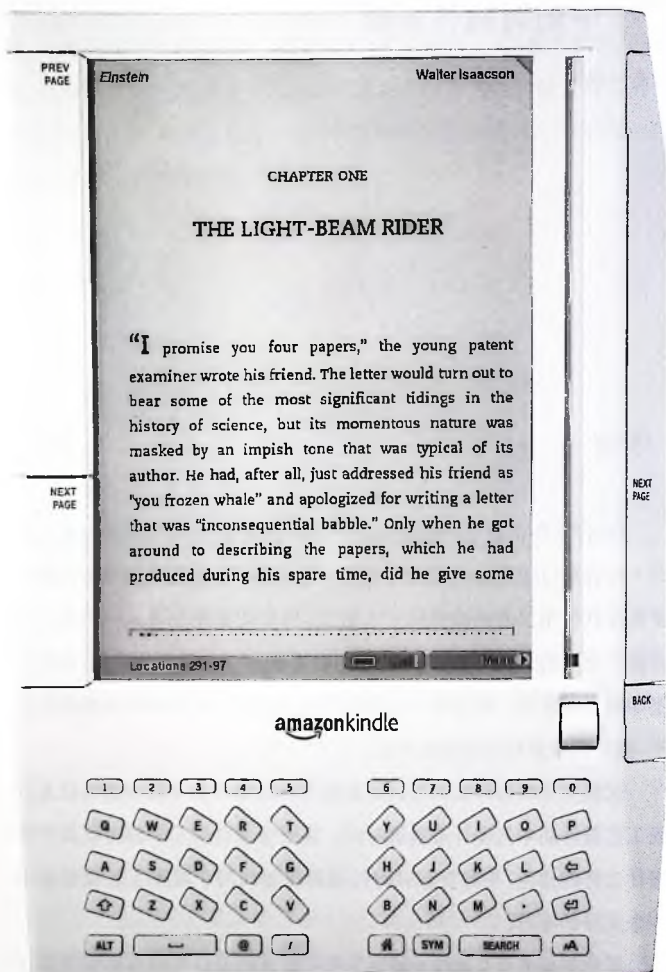 PREV
PAGE
Einstein Walter Isaacson
CHAPTER ONE
THE LIGHT-BEAM RIDER
“I promise you four papers,” the young patent
examiner wrote his friend. The letter would turn out to
bear some of the most significant tidings in the
history of science, but its momentous nature was
masked by an impish tone that was typical of its
author. He had, after all, just addressed his friend as
"you frozen whale" and apologized for writing a letter
that was “inconsequential babble.” Only when he got
around to describing the papers, which he had
produced during his spare time, did he give some
NEXT
PAGE
NEXT
PAGE
Locations 291-97 Menu
BACK
amazonkindle
1 2 3 4 5 6 7 8 9 0
Q W E R T Y U I O P
A S D F G H J K L
Z X C V B N M .
ALT @ / SYM SEARCH AA